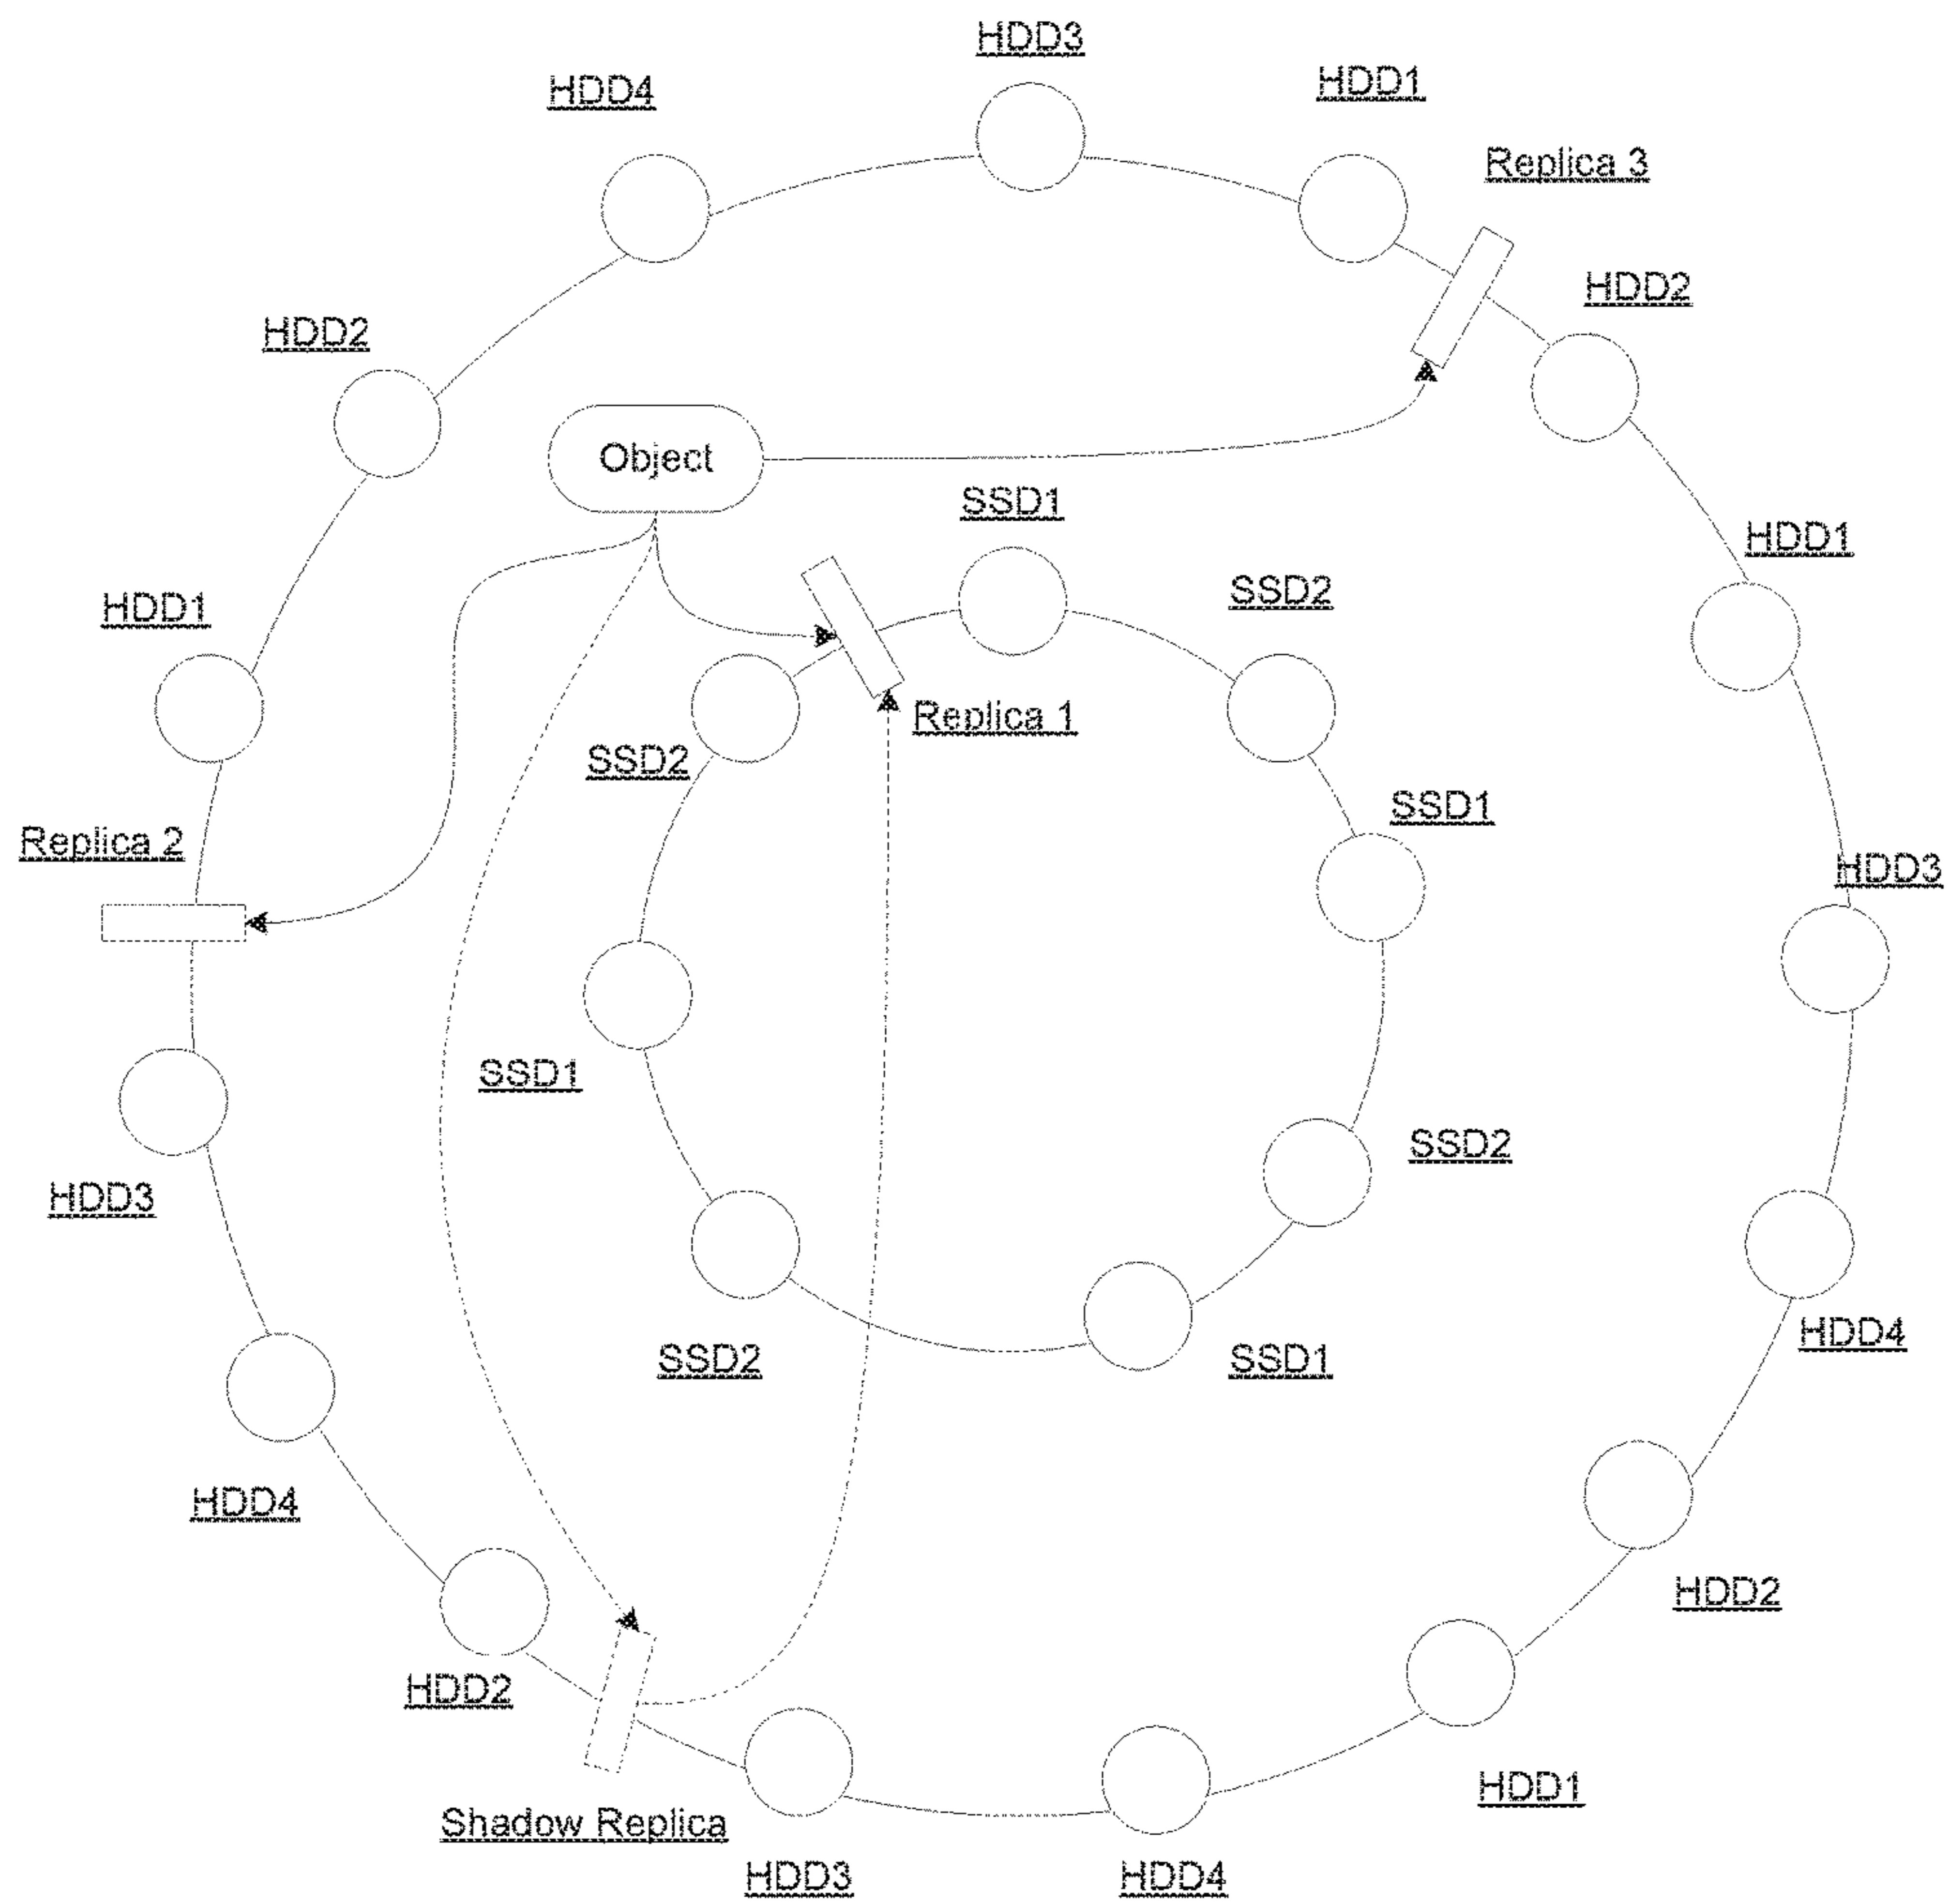 HDD3
HDD1
HDD4
Replica 3
HDD2
HDD2
Object
SSD1
HDD1
SSD2
HDD1
Replica 1
SSD2
SSD1
Replica 2
HDD3
SSD1
SSD2
HDD3
HDD4
SSD2
SSD1
HDD4
HDD2
HDD2
HDD1
Shadow Replica
HDD3
HDD4